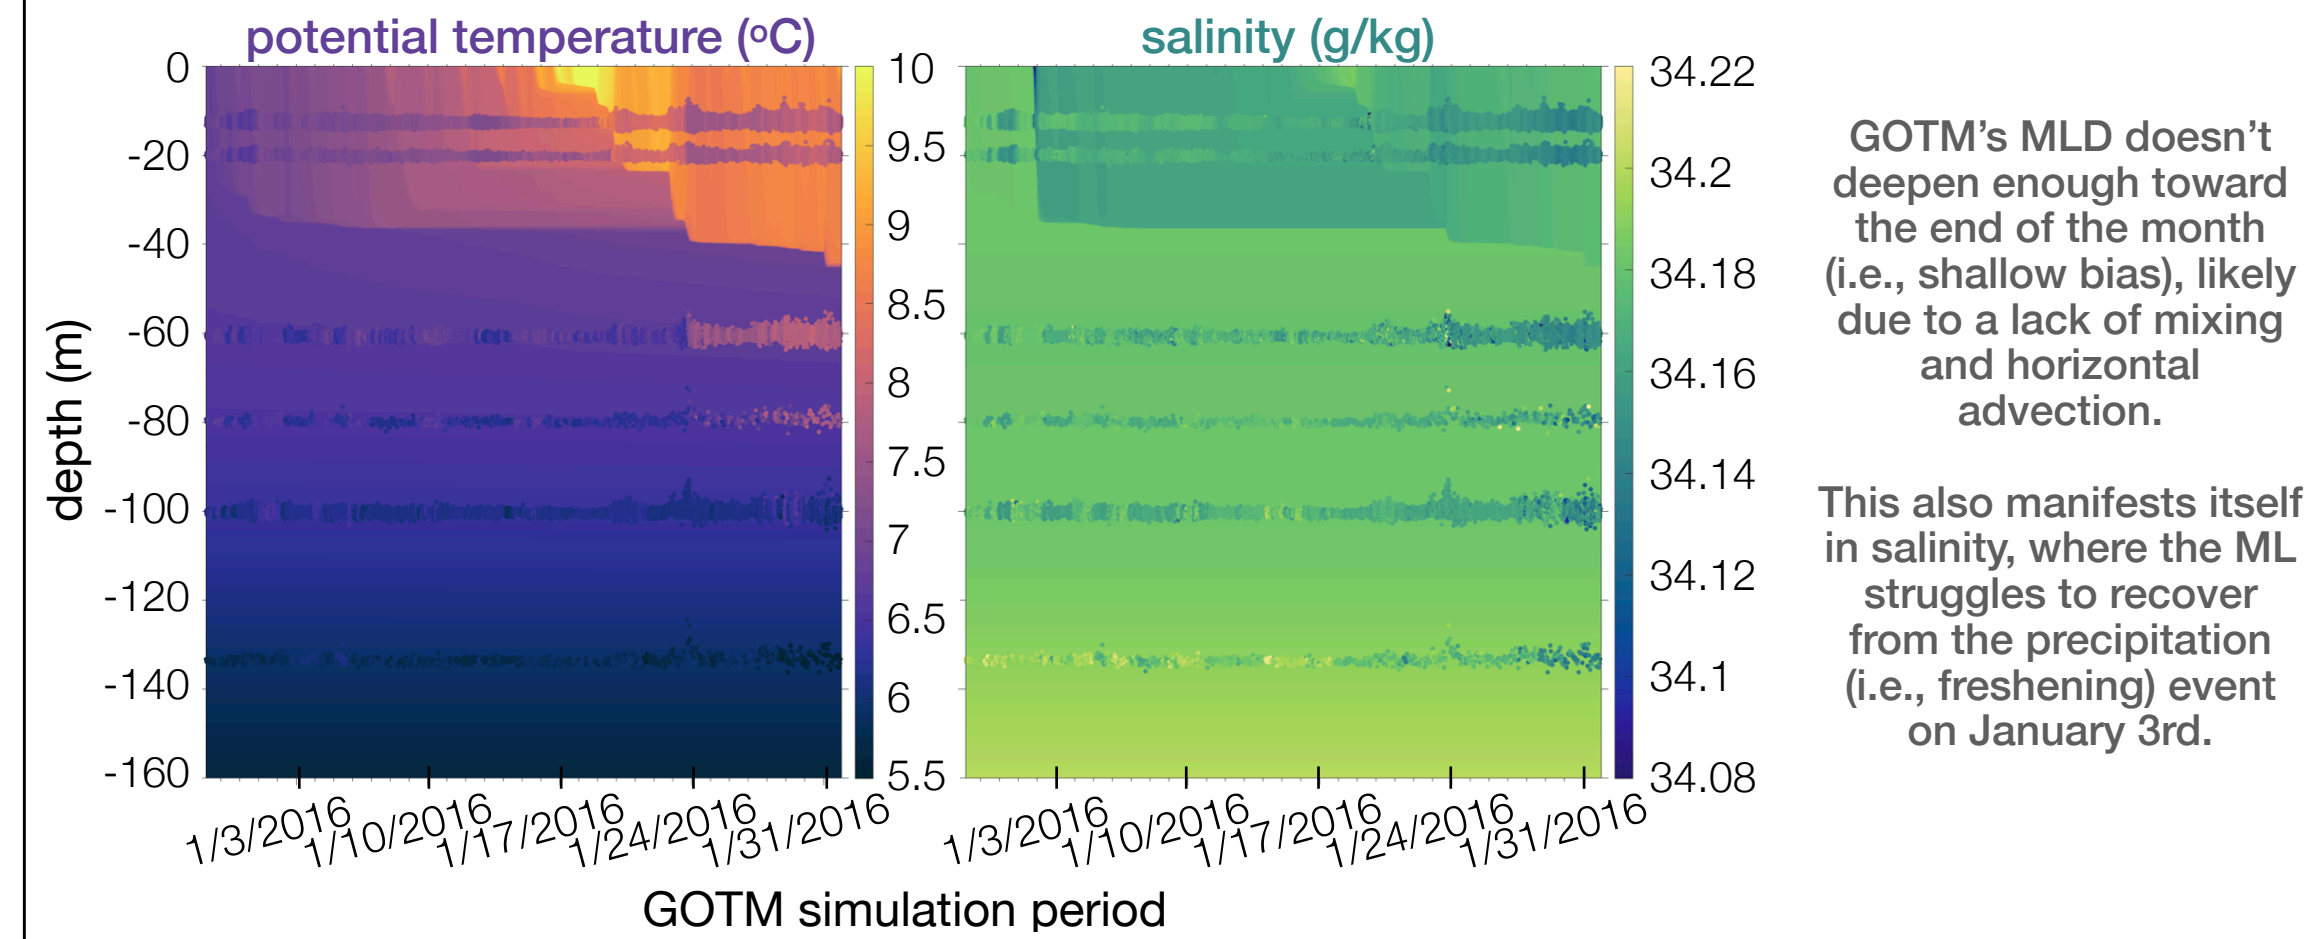 potential temperature (ºC)
salinity (g/kg)
0
-20
-40
-60
-80
-100
-120
-140
-160
depth (m)
10
9.5
9
8.5
8
7.5
7
6.5
6
5.5
34.22
34.2
34.18
34.16
34.14
34.12
34.1
34.08
1/3/2016
1/10/2016
1/17/2016
1/24/2016
1/31/2016
1/3/2016
1/10/2016
1/17/2016
1/24/2016
1/31/2016
GOTM simulation period
GOTM’s MLD doesn’t
deepen enough toward
the end of the month
(i.e., shallow bias), likely
due to a lack of mixing
and horizontal
advection.
This also manifests itself
in salinity, where the ML
struggles to recover
from the precipitation
(i.e., freshening) event
on January 3rd.